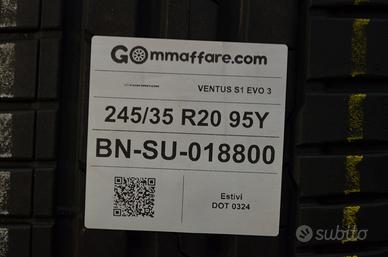 GOmmaffare.com
VENTUS S1 EVO 3
245/35 R20 95Y
BN-SU-018800
Estivi
DOT 0324
subito